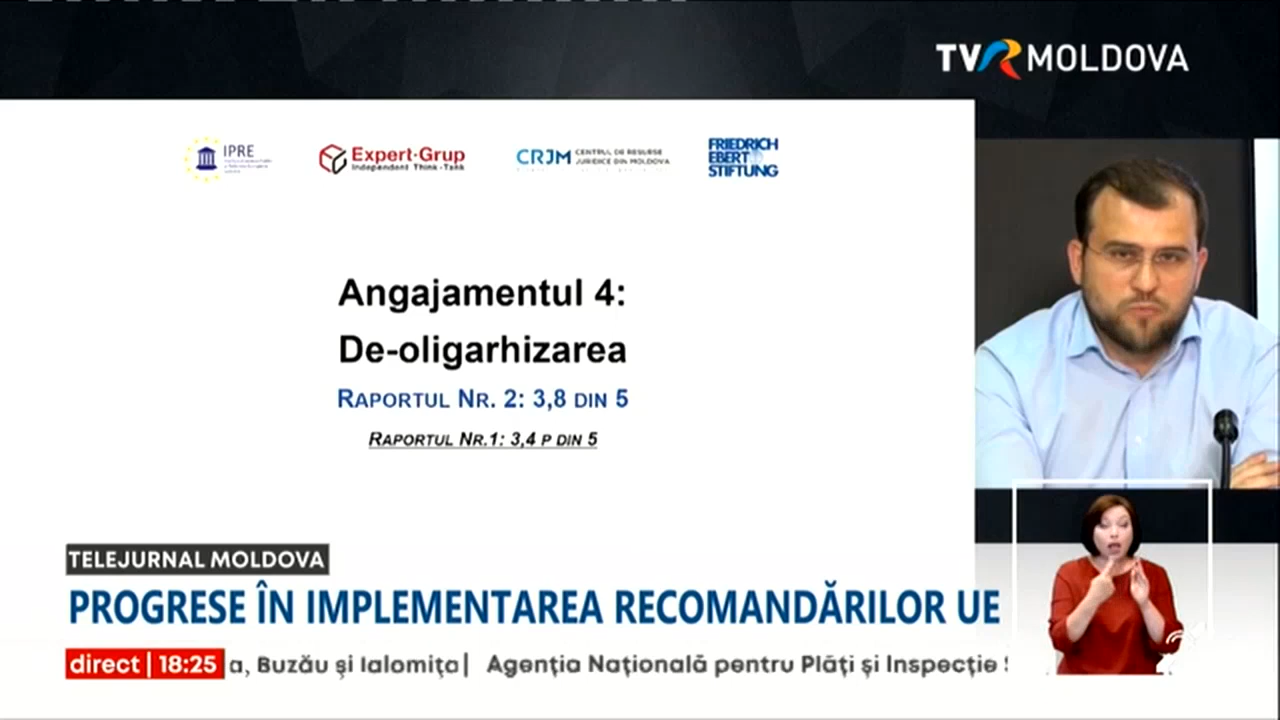 TVR MOLDOVA
IPRE
Expert-Grup
Independent Think-Tank
CRJM
CENTRUL DE RESURSE
JURIDICE DIN MOLDOVA
FRIEDRICH
EBERT
STIFTUNG
Angajamentul 4:
De-oligarhizarea
RAPORTUL NR. 2: 3,8 DIN 5
RAPORTUL NR.1: 3,4 P DIN 5
TELEJURNAL MOLDOVA
PROGRESE ÎN IMPLEMENTAREA RECOMANDĂRILOR UE
direct | 18:25 a, Buzău şi Ialomiţa| Agenția Națională pentru Plăți și Inspecție